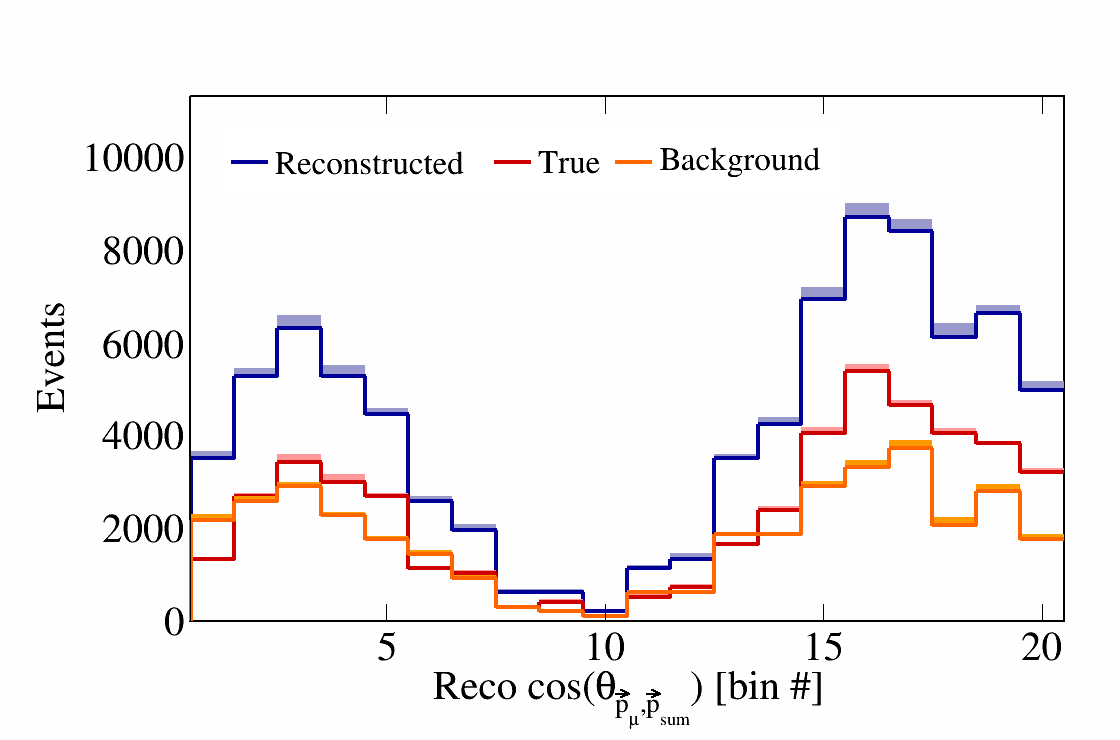 10000
8000
6000
4000
2000
0
Events
Reconstructed True Background
5 10 15 20
Reco cos(θp⃗μ,p⃗sum) [bin #]